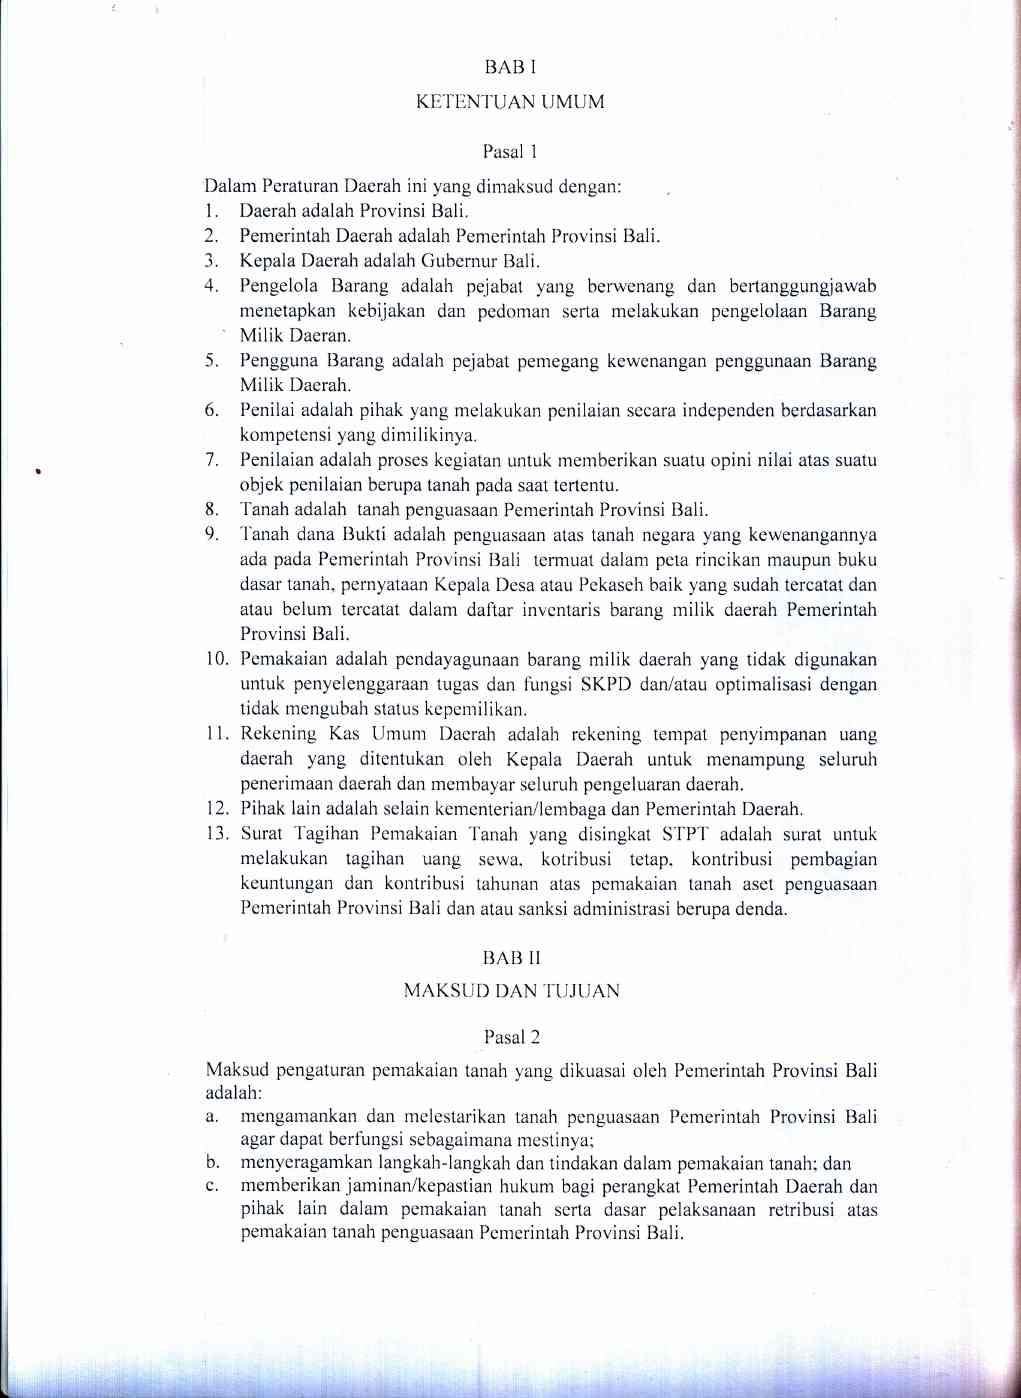 BAB I
KETENTUAN UMUM
Pasal 1
Dalam Peraturan Daerah ini yang dimaksud dengan:
1. Daerah adalah Provinsi Bali.
2. Pemerintah Daerah adalah Pemerintah Provinsi Bali.
3. Kepala Daerah adalah Gubernur Bali.
4. Pengelola Barang adalah pejabat yang berwenang dan bertanggungjawab
menetapkan kebijakan dan pedoman serta melakukan pengelolaan Barang
Milik Daeran.
5. Pengguna Barang adalah pejabat pemegang kewenangan penggunaan Barang
Milik Daerah.
6. Penilai adalah pihak yang melakukan penilaian secara independen berdasarkan
kompetensi yang dimilikinya.
7. Penilaian adalah proses kegiatan untuk memberikan suatu opini nilai atas suatu
objek penilaian berupa tanah pada saat tertentu.
8. Tanah adalah tanah penguasaan Pemerintah Provinsi Bali.
9. Tanah dana Bukti adalah penguasaan atas tanah negara yang kewenangannya
ada pada Pemerintah Provinsi Bali termuat dalam peta rincikan maupun buku
dasar tanah, pernyataan Kepala Desa atau Pekaseh baik yang sudah tercatat dan
atau belum tercatat dalam daftar inventaris barang milik daerah Pemerintah
Provinsi Bali.
10. Pemakaian adalah pendayagunaan barang milik daerah yang tidak digunakan
untuk penyelenggaraan tugas dan fungsi SKPD dan/atau optimalisasi dengan
tidak mengubah status kepemilikan.
11. Rekening Kas Umum Daerah adalah rekening tempat penyimpanan uang
daerah yang ditentukan oleh Kepala Daerah untuk menampung seluruh
penerimaan daerah dan membayar seluruh pengeluaran daerah.
12. Pihak lain adalah selain kementerian/lembaga dan Pemerintah Daerah.
13. Surat Tagihan Pemakaian Tanah yang disingkat STPT adalah surat untuk
melakukan tagihan uang sewa, kotribusi tetap, kontribusi pembagian
keuntungan dan kontribusi tahunan atas pemakaian tanah aset penguasaan
Pemerintah Provinsi Bali dan atau sanksi administrasi berupa denda.
BAB II
MAKSUD DAN TUJUAN
Pasal 2
Maksud pengaturan pemakaian tanah yang dikuasai oleh Pemerintah Provinsi Bali
adalah:
a. mengamankan dan melestarikan tanah penguasaan Pemerintah Provinsi Bali
agar dapat berfungsi sebagaimana mestinya;
b. menyeragamkan langkah-langkah dan tindakan dalam pemakaian tanah; dan
c. memberikan jaminan/kepastian hukum bagi perangkat Pemerintah Daerah dan
pihak lain dalam pemakaian tanah serta dasar pelaksanaan retribusi atas
pemakaian tanah penguasaan Pemerintah Provinsi Bali.